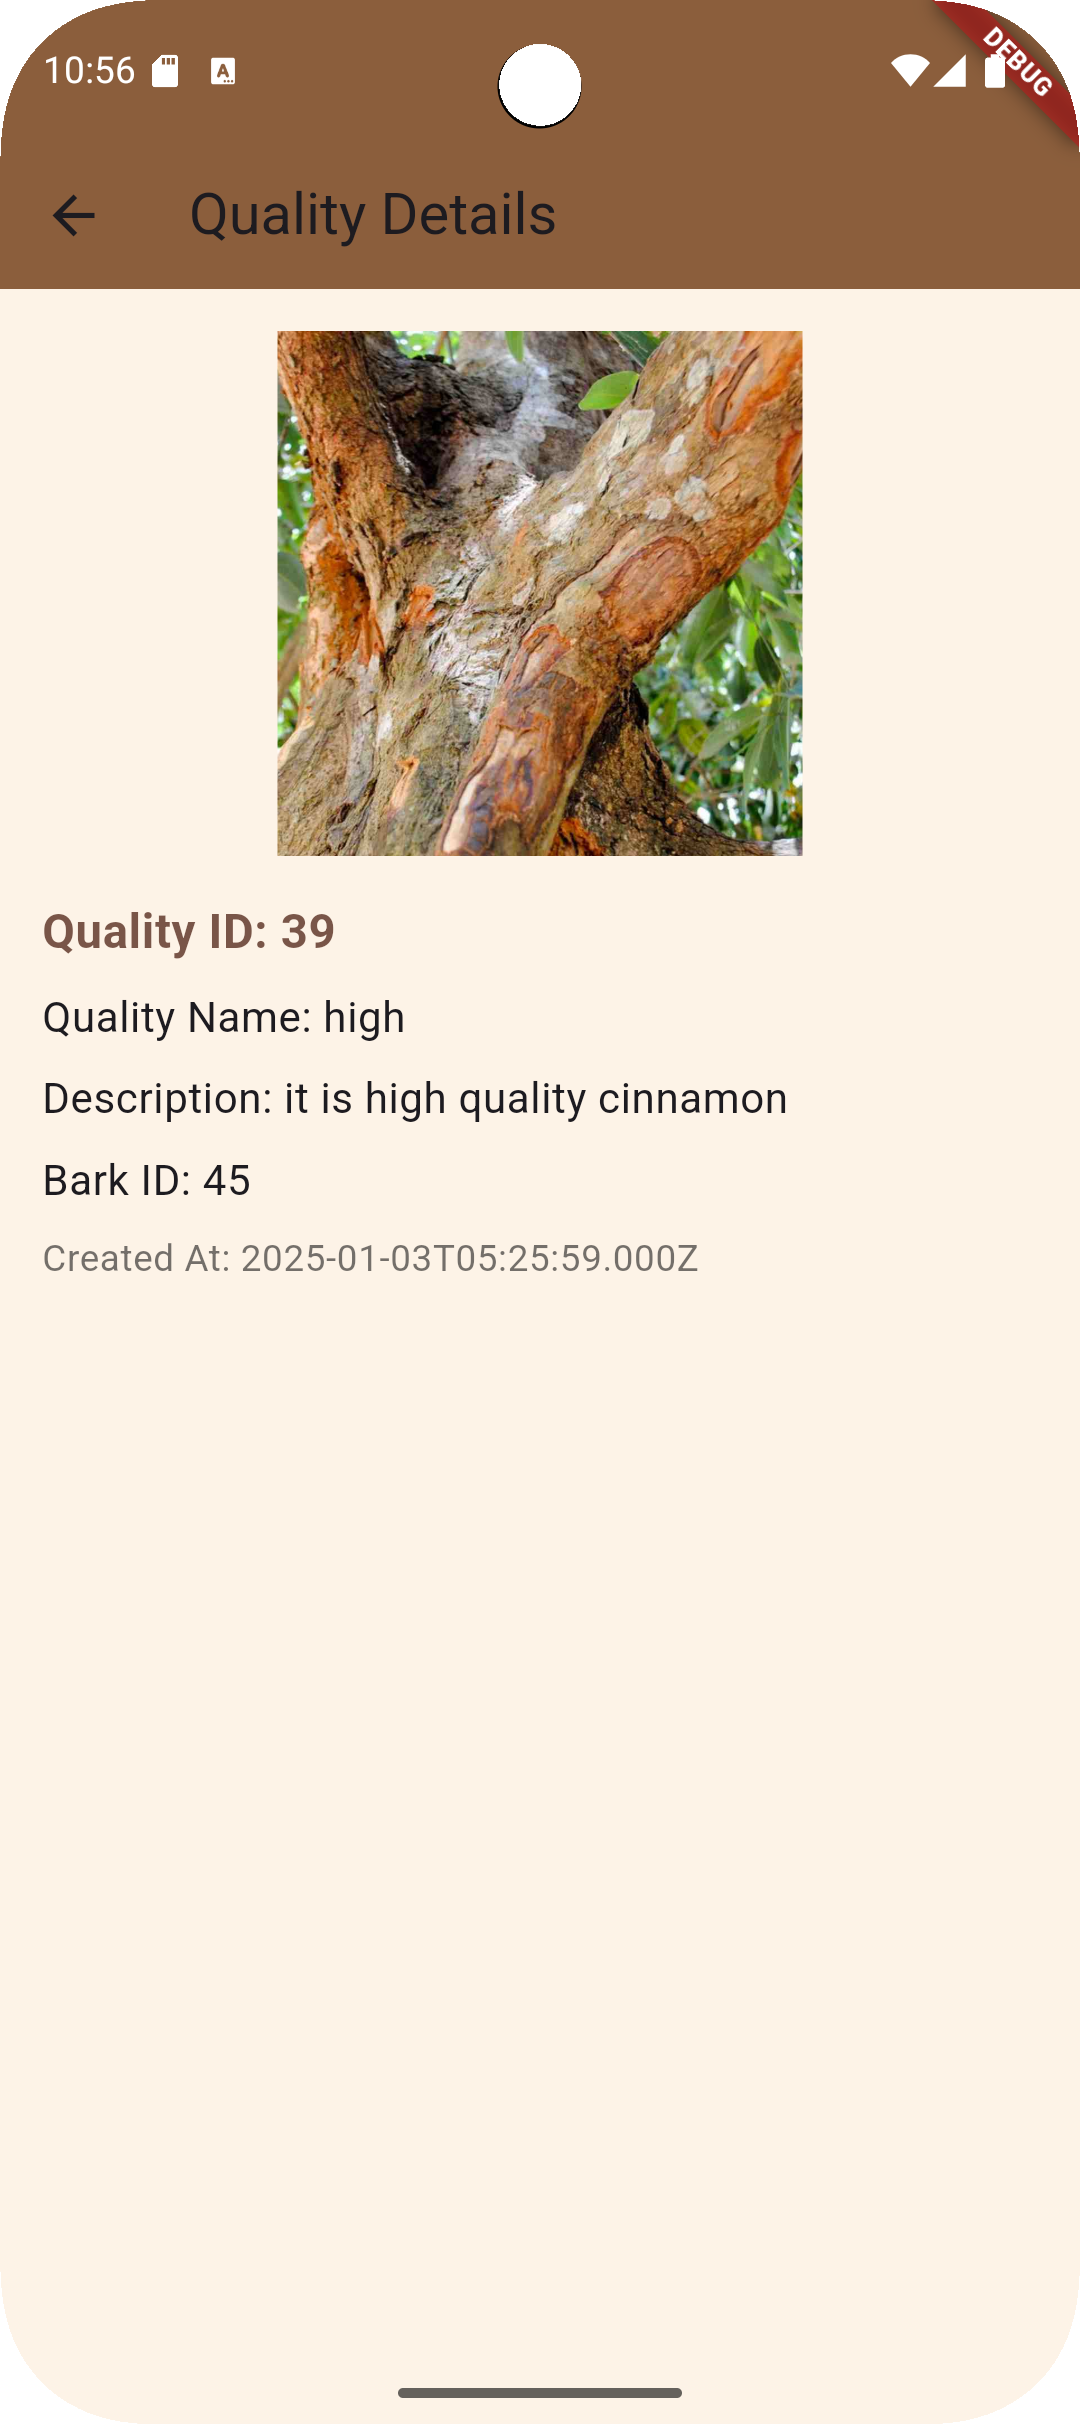 10:56
DEBUG
Quality Details
Quality ID: 39
Quality Name: high
Description: it is high quality cinnamon
Bark ID: 45
Created At: 2025-01-03T05:25:59.000Z